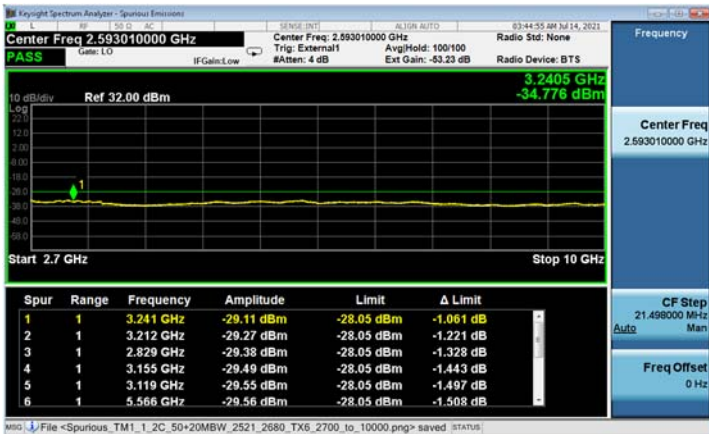 Keysight Spectrum Analyzer - Spurious Emissions
L RF 50 Ω AC SENSE:INT ALIGN AUTO 03:44:55 AM Jul 14, 2021
Center Freq 2.593010000 GHz
Center Freq: 2.593010000 GHz Radio Std: None
Gate: LO Trig: External1 Avg|Hold: 100/100
PASS IFGain:Low #Atten: 4 dB Ext Gain: -53.23 dB Radio Device: BTS
3.2405 GHz
-34.776 dBm
10 dB/div Ref 32.00 dBm
Log
22.0
12.0
2.00
-8.00
-18.0
-28.0
-38.0
-48.0
-58.0
1
Start 2.7 GHz Stop 10 GHz
Spur Range Frequency Amplitude Limit Δ Limit
1 1 3.241 GHz -29.11 dBm -28.05 dBm -1.061 dB
2 1 3.212 GHz -29.27 dBm -28.05 dBm -1.221 dB
3 1 2.829 GHz -29.38 dBm -28.05 dBm -1.328 dB
4 1 3.155 GHz -29.49 dBm -28.05 dBm -1.443 dB
5 1 3.119 GHz -29.55 dBm -28.05 dBm -1.497 dB
6 1 5.566 GHz -29.56 dBm -28.05 dBm -1.508 dB
Frequency
Center Freq
2.593010000 GHz
CF Step
21.498000 MHz
Auto Man
Freq Offset
0 Hz
MSG File <Spurious_TM1_1_2C_50+20MBW_2521_2680_TX6_2700_to_10000.png> saved STATUS